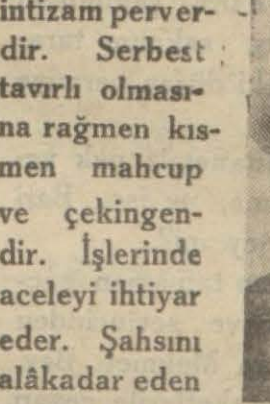 intizam perver-
dir. Serbest
tavırlı olması-
na rağmen kıs-
men mahcup
ve çekingen-
dir. İşlerinde
aceleyi ihtiyar
eder. Şahsını
alâkadar eden